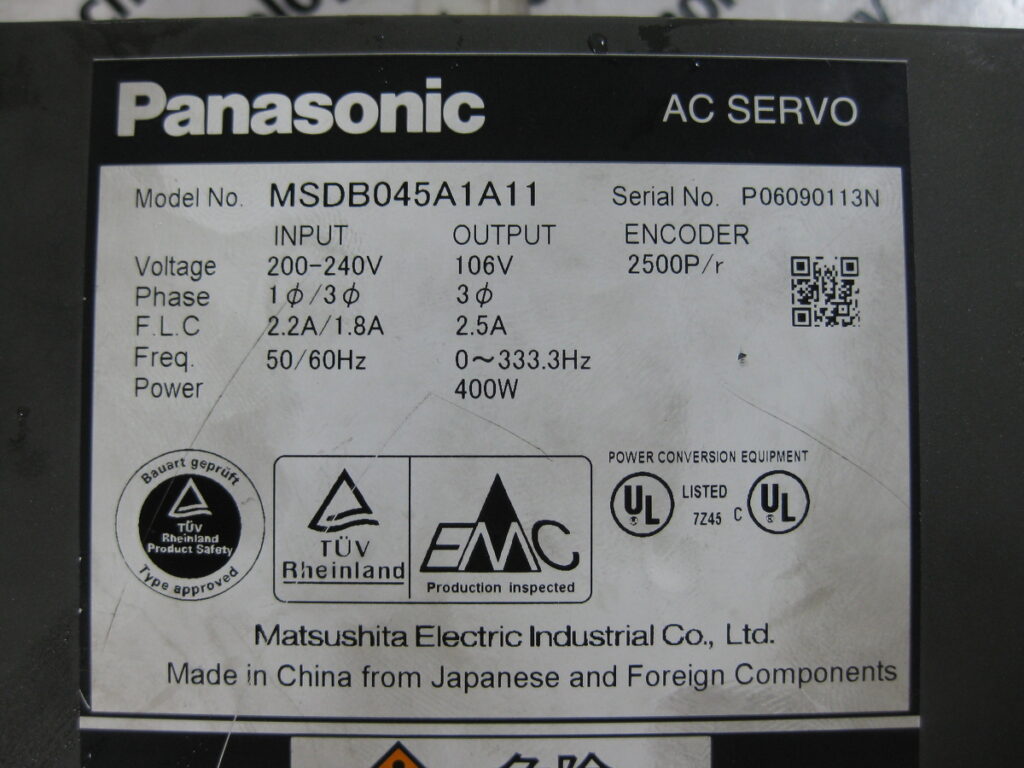 Panasonic AC SERVO
Model No. MSDB045A1A11 Serial No. P06090113N
INPUT OUTPUT ENCODER
Voltage 200-240V 106V 2500P/r
Phase 1φ/3φ 3φ
F.L.C 2.2A/1.8A 2.5A
Freq. 50/60Hz 0～333.3Hz
Power 400W
Bauart geprüft
TÜV
Rheinland
Product Safety
Type approved
TÜV
Rheinland
EMC
Production inspected
POWER CONVERSION EQUIPMENT
UL LISTED C UL
7Z45
Matsushita Electric Industrial Co., Ltd.
Made in China from Japanese and Foreign Components